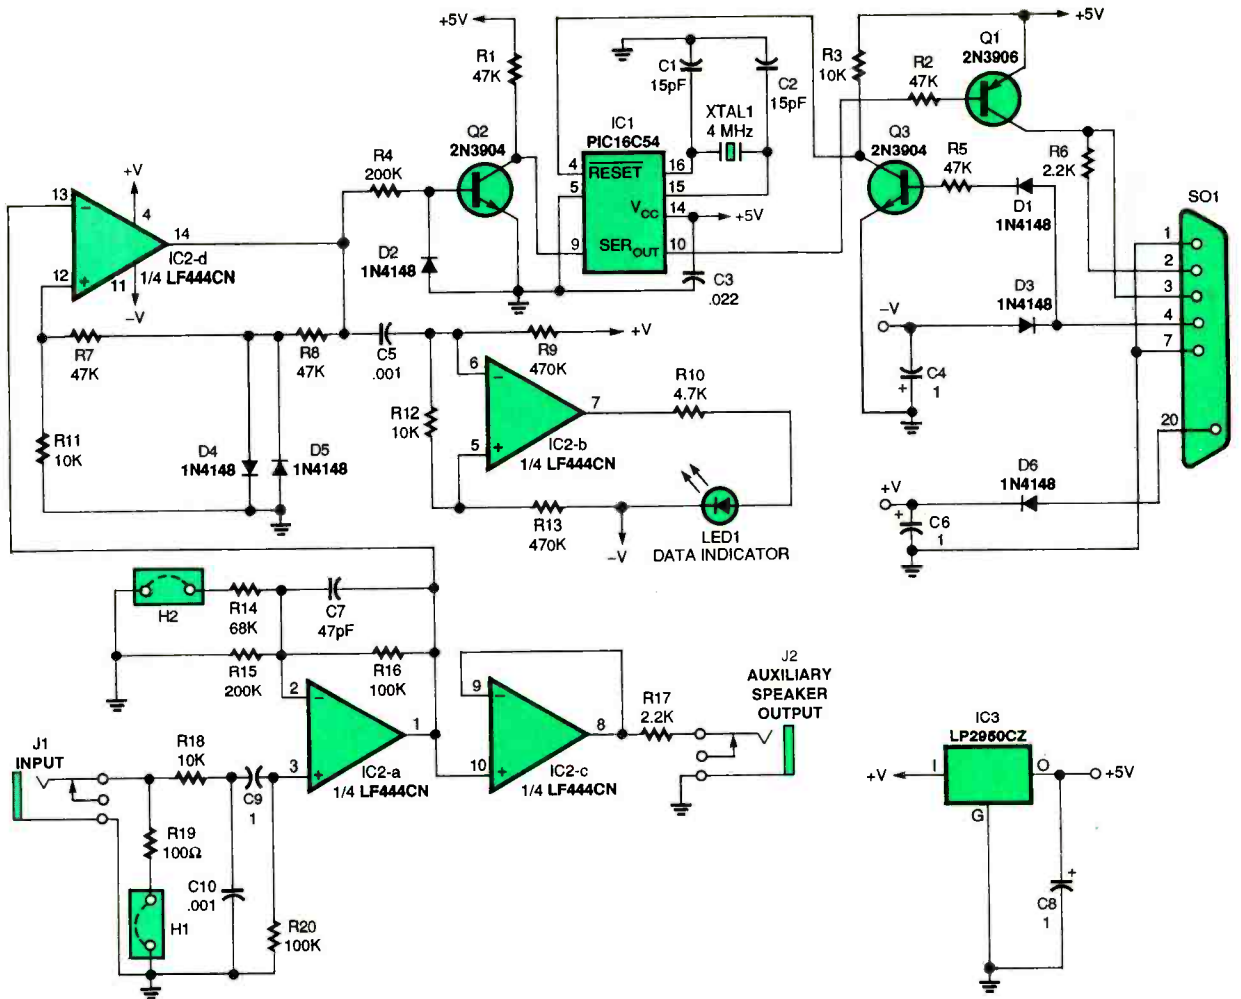 +5V
R1
47K
C1
15pF
C2
15pF
XTAL1
4 MHz
R3
10K
+5V
Q1
2N3906
R2
47K
Q2
2N3904
R4
200K
IC1
PIC16C54
4
RESET
16
5
15
VCC
14
+5V
9
SEROUT
10
C3
.022
Q3
2N3904
R5
47K
D1
1N4148
R6
2.2K
SO1
1
2
3
4
7
20
13
−
+V
4
14
IC2-d
1/4 LF444CN
12
+
11
−V
D2
1N4148
R7
47K
R8
47K
C5
.001
R9
470K
+V
R12
10K
6
−
7
5
+
IC2-b
1/4 LF444CN
R10
4.7K
D3
1N4148
−V
+
C4
1
R11
10K
D4
1N4148
D5
1N4148
R13
470K
−V
LED1
DATA INDICATOR
D6
1N4148
+V
+
C6
1
H2
R14
68K
C7
47pF
R15
200K
R16
100K
2
−
1
3
+
IC2-a
1/4 LF444CN
9
−
8
10
+
IC2-c
1/4 LF444CN
R17
2.2K
J2
AUXILIARY
SPEAKER
OUTPUT
J1
INPUT
R18
10K
C9
1
R19
100Ω
H1
C10
.001
R20
100K
IC3
LP2950CZ
+V
I
O
+5V
G
+
C8
1